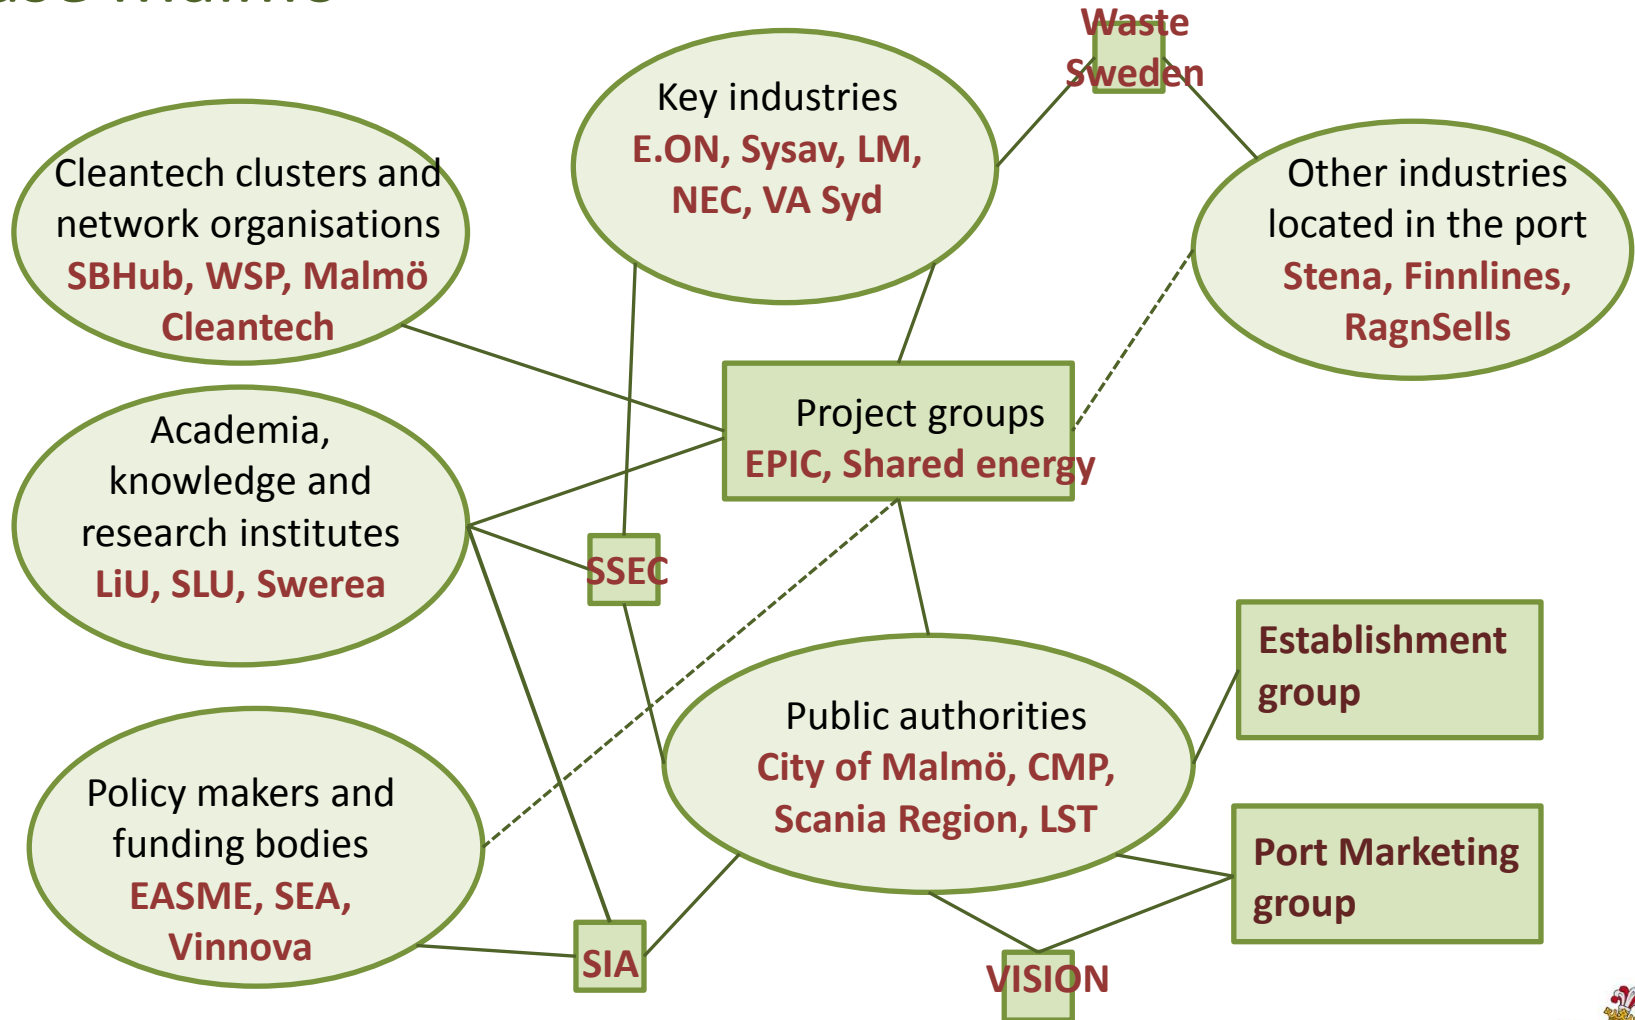 Waste
Sweden
Key industries
E.ON, Sysav, LM,
NEC, VA Syd
Cleantech clusters and
network organisations
SBHub, WSP, Malmö
Cleantech
Other industries
located in the port
Stena, Finnlines,
RagnSells
Project groups
EPIC, Shared energy
Academia,
knowledge and
research institutes
LiU, SLU, Swerea
SSEC
Establishment
group
Public authorities
City of Malmö, CMP,
Scania Region, LST
Policy makers and
funding bodies
EASME, SEA,
Vinnova
Port Marketing
group
SIA
VISION